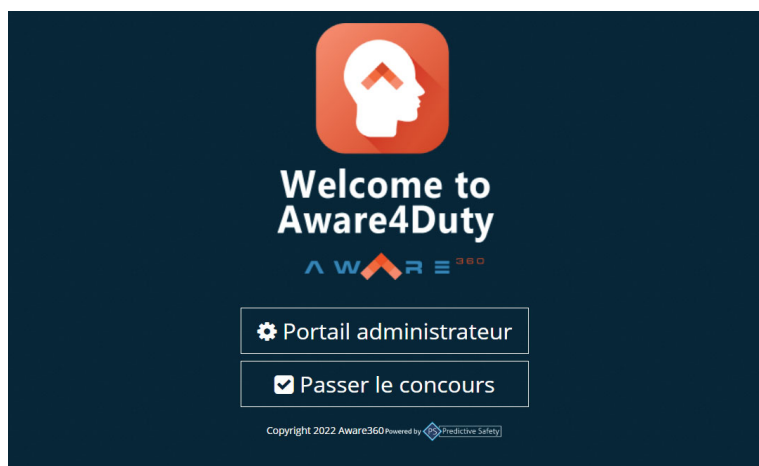 Welcome to
Aware4Duty
AWARE 360
Portail administrateur
Passer le concours
Copyright 2022 Aware360 Powered by PS Predictive Safety